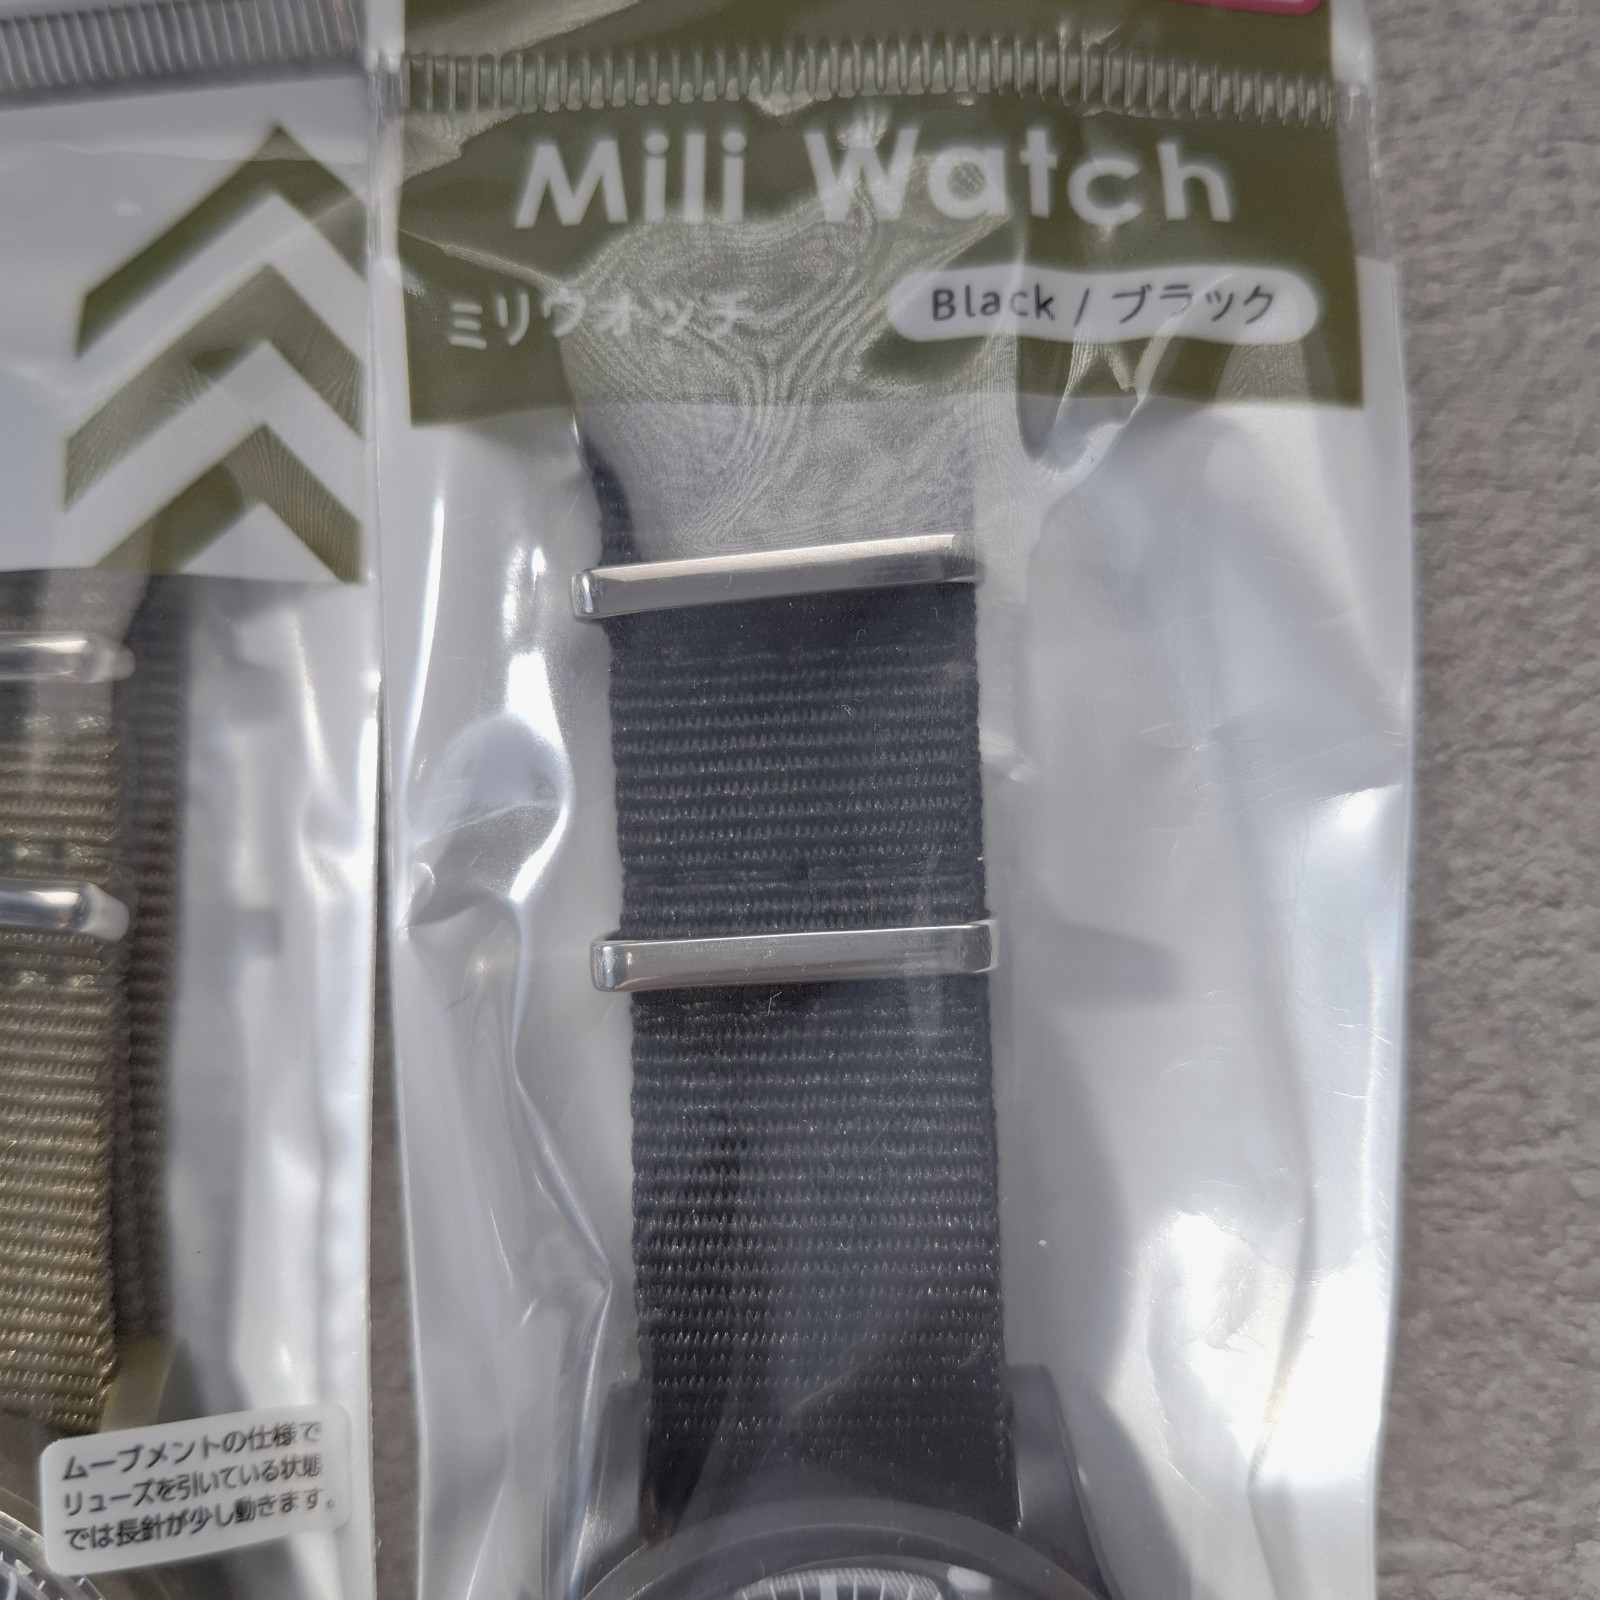 Mili Watch
ミリウォッチ
Black / ブラック
ムーブメントの仕様で
リューズを引いている状態
では長針が少し動きます。